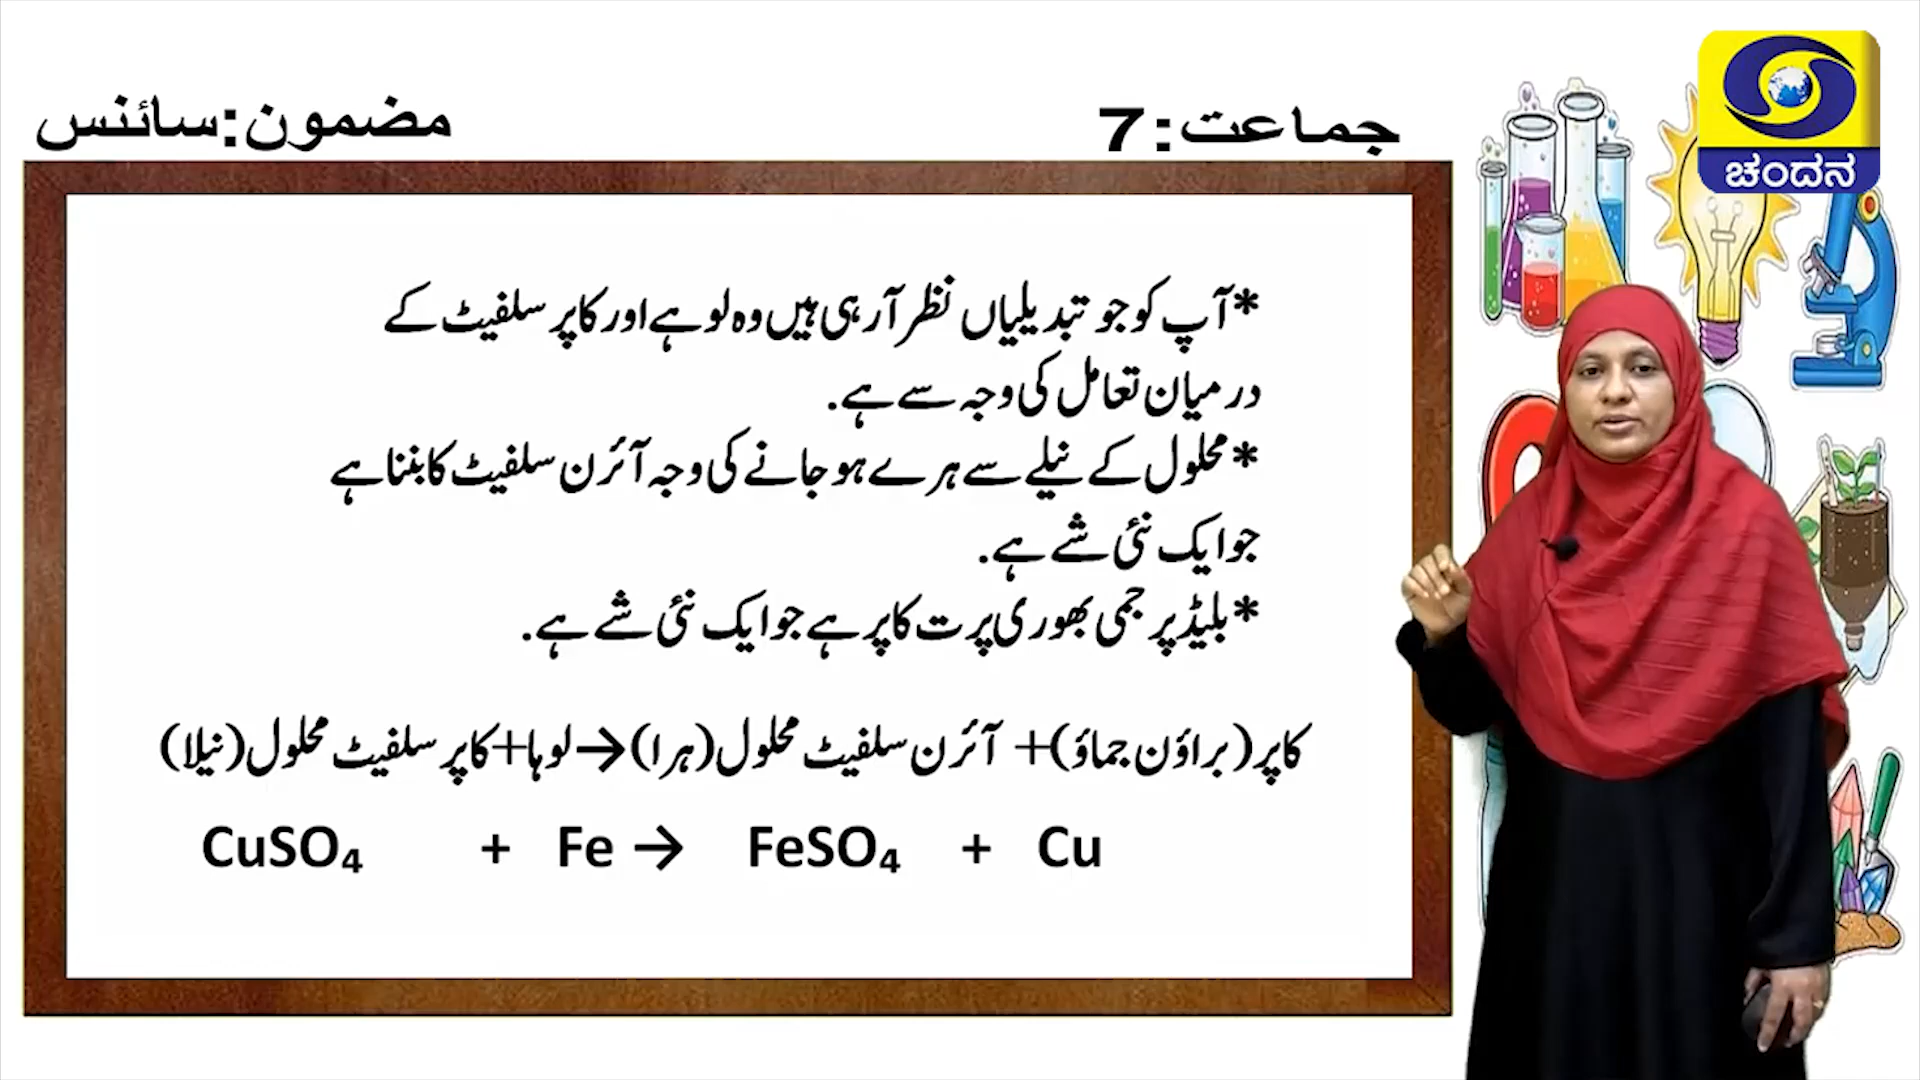 جماعت:7
مضمون:سائنس
ಚಂದನ
*آپ کو جو تبدیلیاں نظر آرہی ہیں وہ لوہے اور کاپر سلفیٹ کے
درمیان تعامل کی وجہ سے ہے.
*محلول کے نیلے سے ہرے ہو جانے کی وجہ آئرن سلفیٹ کا بننا ہے
جو ایک نئی شے ہے.
*بلیڈ پر جمی بھوری پرت کاپر ہے جو ایک نئی شے ہے.
کاپر(براؤن جماؤ)+ آئرن سلفیٹ محلول(ہرا)→لوہا+کاپر سلفیٹ محلول(نیلا)
CuSO₄ + Fe → FeSO₄ + Cu